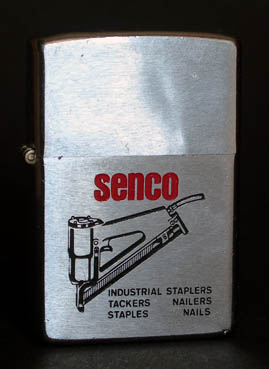 senco
INDUSTRIAL STAPLERS
TACKERS NAILERS
STAPLES NAILS